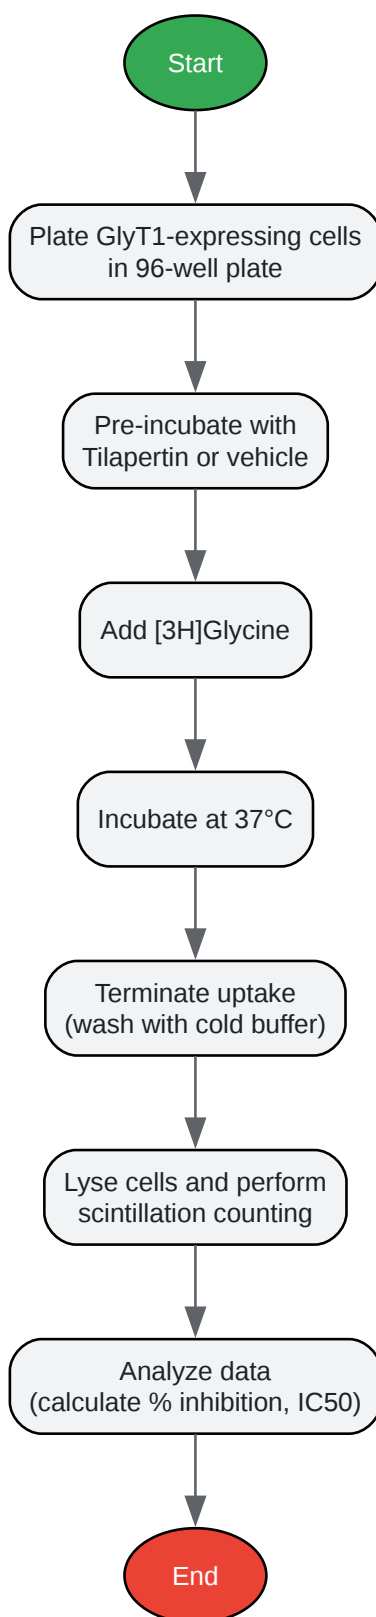 Start
Plate GlyT1-expressing cells
in 96-well plate
Pre-incubate with
Tilapertin or vehicle
Add [3H]Glycine
Incubate at 37°C
Terminate uptake
(wash with cold buffer)
Lyse cells and perform
scintillation counting
Analyze data
(calculate % inhibition, IC50)
End